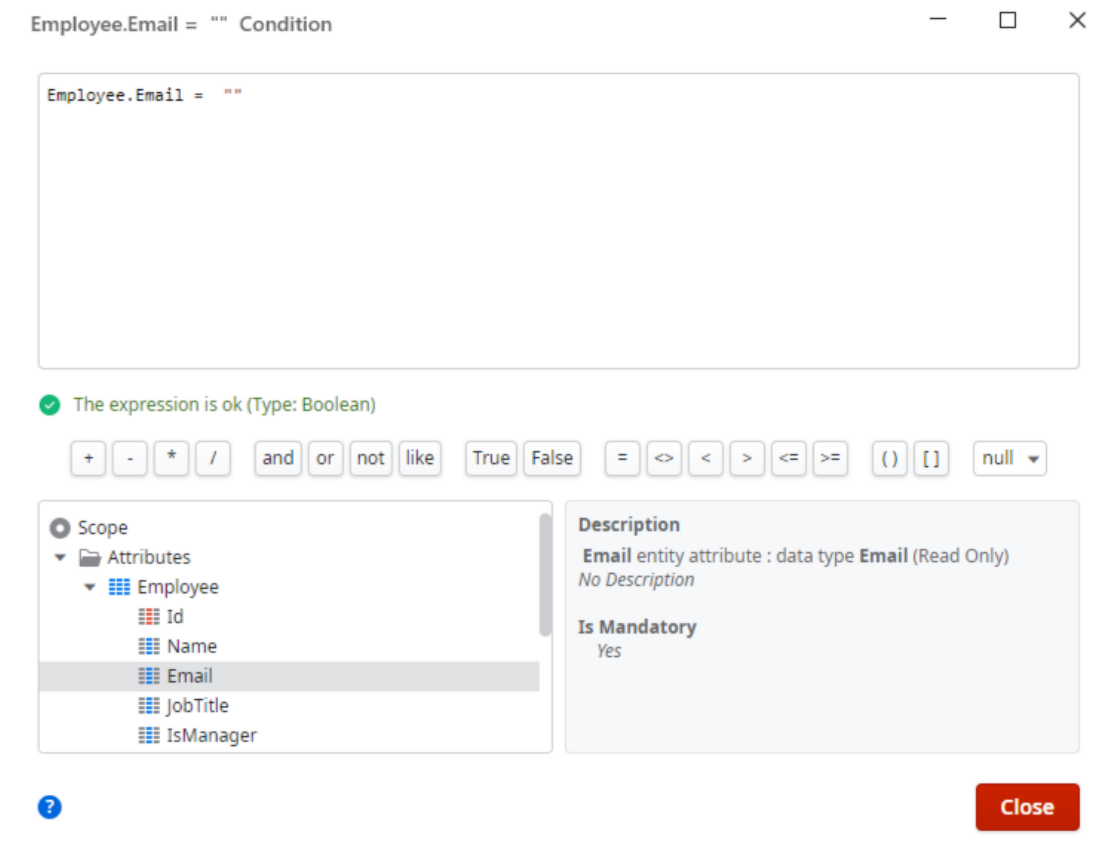 Employee.Email = "" Condition
Employee.Email = ""
The expression is ok (Type: Boolean)
+ - * / and or not like True False = <> < > <= >= ( ) [ ] null
Scope
Attributes
Employee
Id
Name
Email
JobTitle
IsManager
Description
Email entity attribute : data type Email (Read Only)
No Description
Is Mandatory
Yes
?
Close